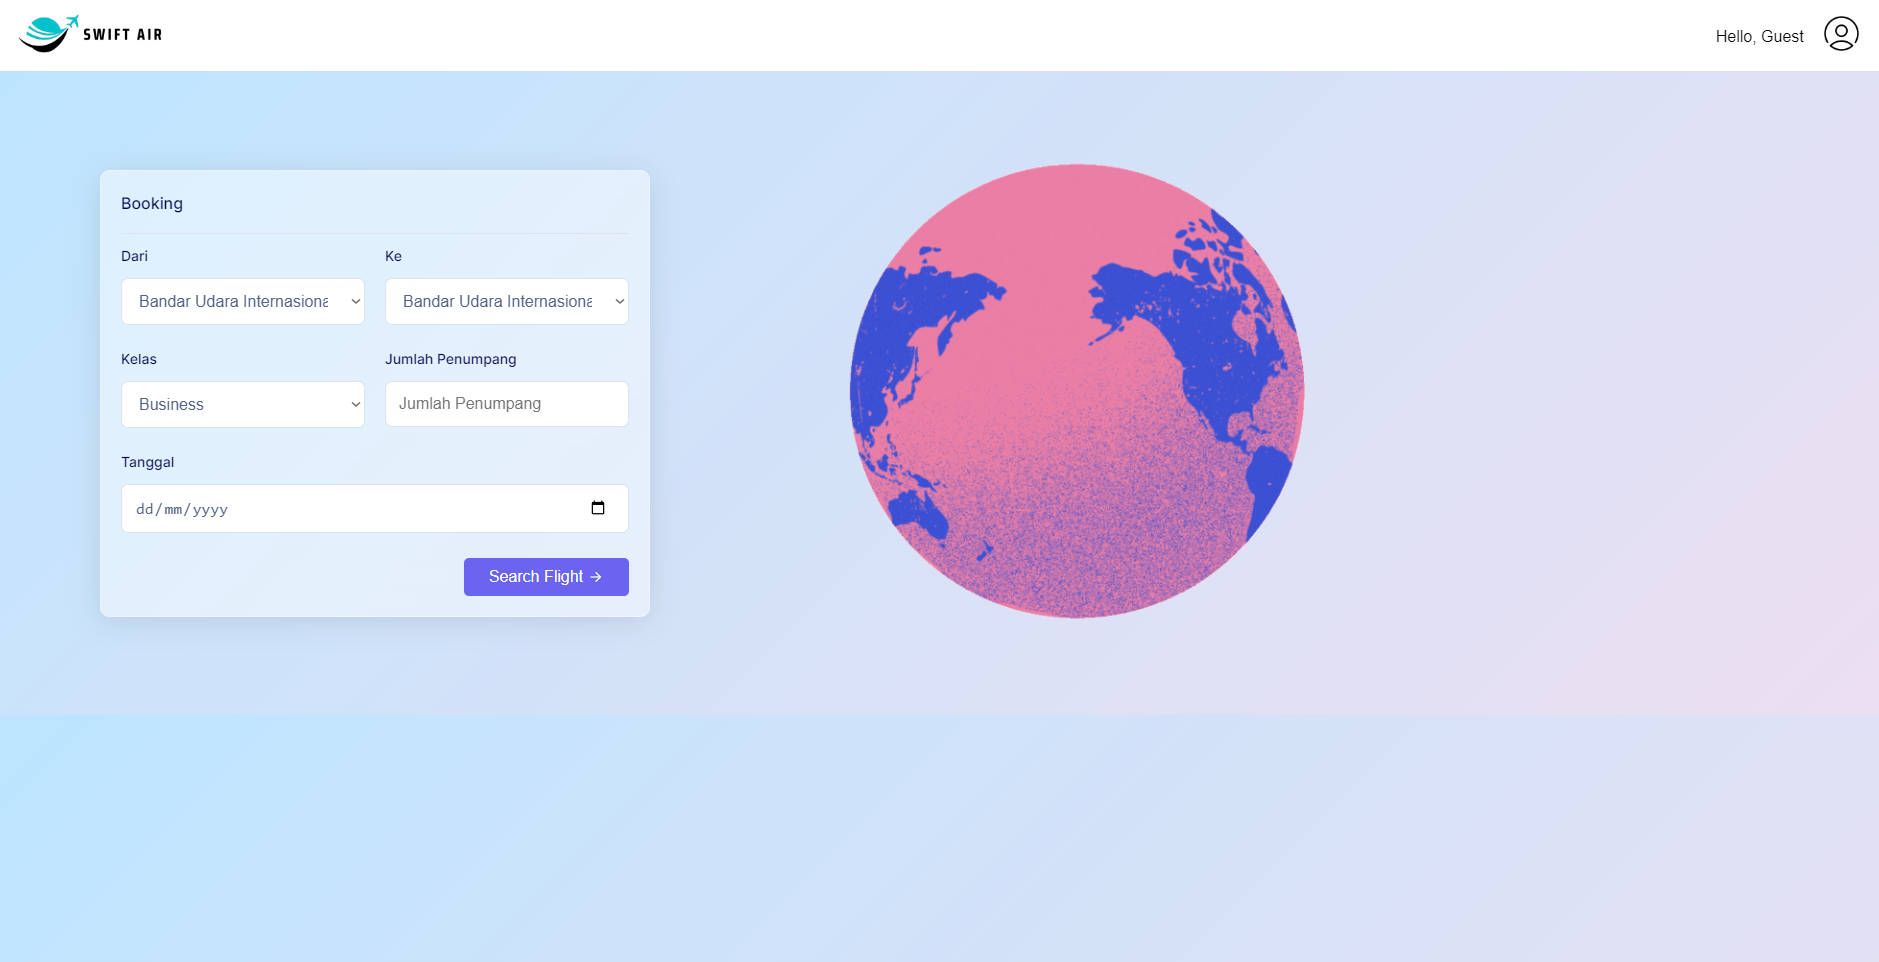 SWIFT AIR
Hello, Guest
Booking
Dari
Ke
Bandar Udara Internasiona
Bandar Udara Internasiona
Kelas
Jumlah Penumpang
Business
Jumlah Penumpang
Tanggal
dd/mm/yyyy
Search Flight →